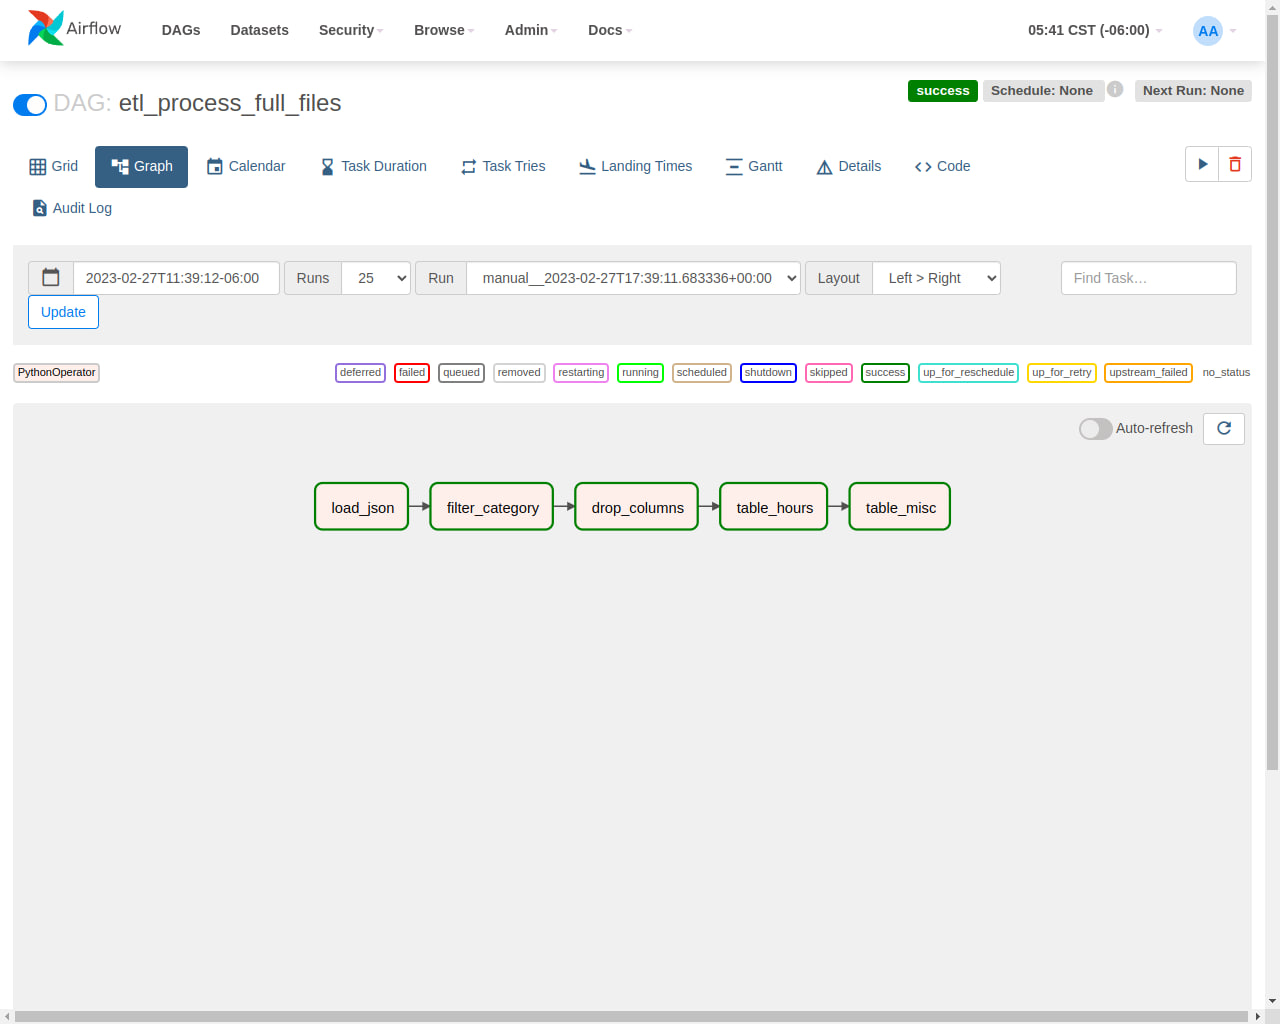 Airflow DAGs Datasets Security Browse Admin Docs 05:41 CST (-06:00) AA
DAG: etl_process_full_files success Schedule: None Next Run: None
Grid Graph Calendar Task Duration Task Tries Landing Times Gantt Details Code
Audit Log
2023-02-27T11:39:12-06:00 Runs 25 Run manual__2023-02-27T17:39:11.683336+00:00 Layout Left > Right Find Task…
Update
PythonOperator deferred failed queued removed restarting running scheduled shutdown skipped success up_for_reschedule up_for_retry upstream_failed no_status
Auto-refresh
load_json filter_category drop_columns table_hours table_misc